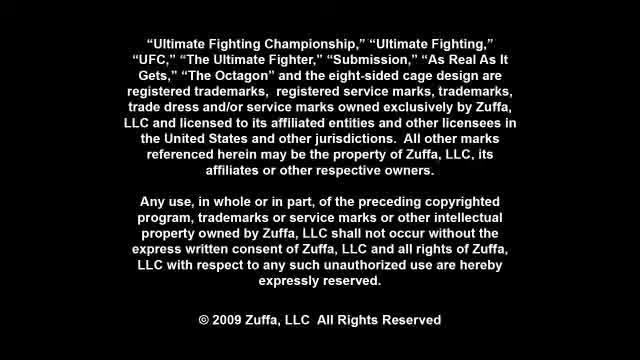 “Ultimate Fighting Championship,” “Ultimate Fighting,”
“UFC,” “The Ultimate Fighter,” “Submission,” “As Real As It
Gets,” “The Octagon” and the eight-sided cage design are
registered trademarks,  registered service marks, trademarks,
trade dress and/or service marks owned exclusively by Zuffa,
LLC and licensed to its affiliated entities and other licensees in
the United States and other jurisdictions.  All other marks
referenced herein may be the property of Zuffa, LLC, its
affiliates or other respective owners.
Any use, in whole or in part, of the preceding copyrighted
program, trademarks or service marks or other intellectual
property owned by Zuffa, LLC shall not occur without the
express written consent of Zuffa, LLC and all rights of Zuffa,
LLC with respect to any such unauthorized use are hereby
expressly reserved.
© 2009 Zuffa, LLC  All Rights Reserved